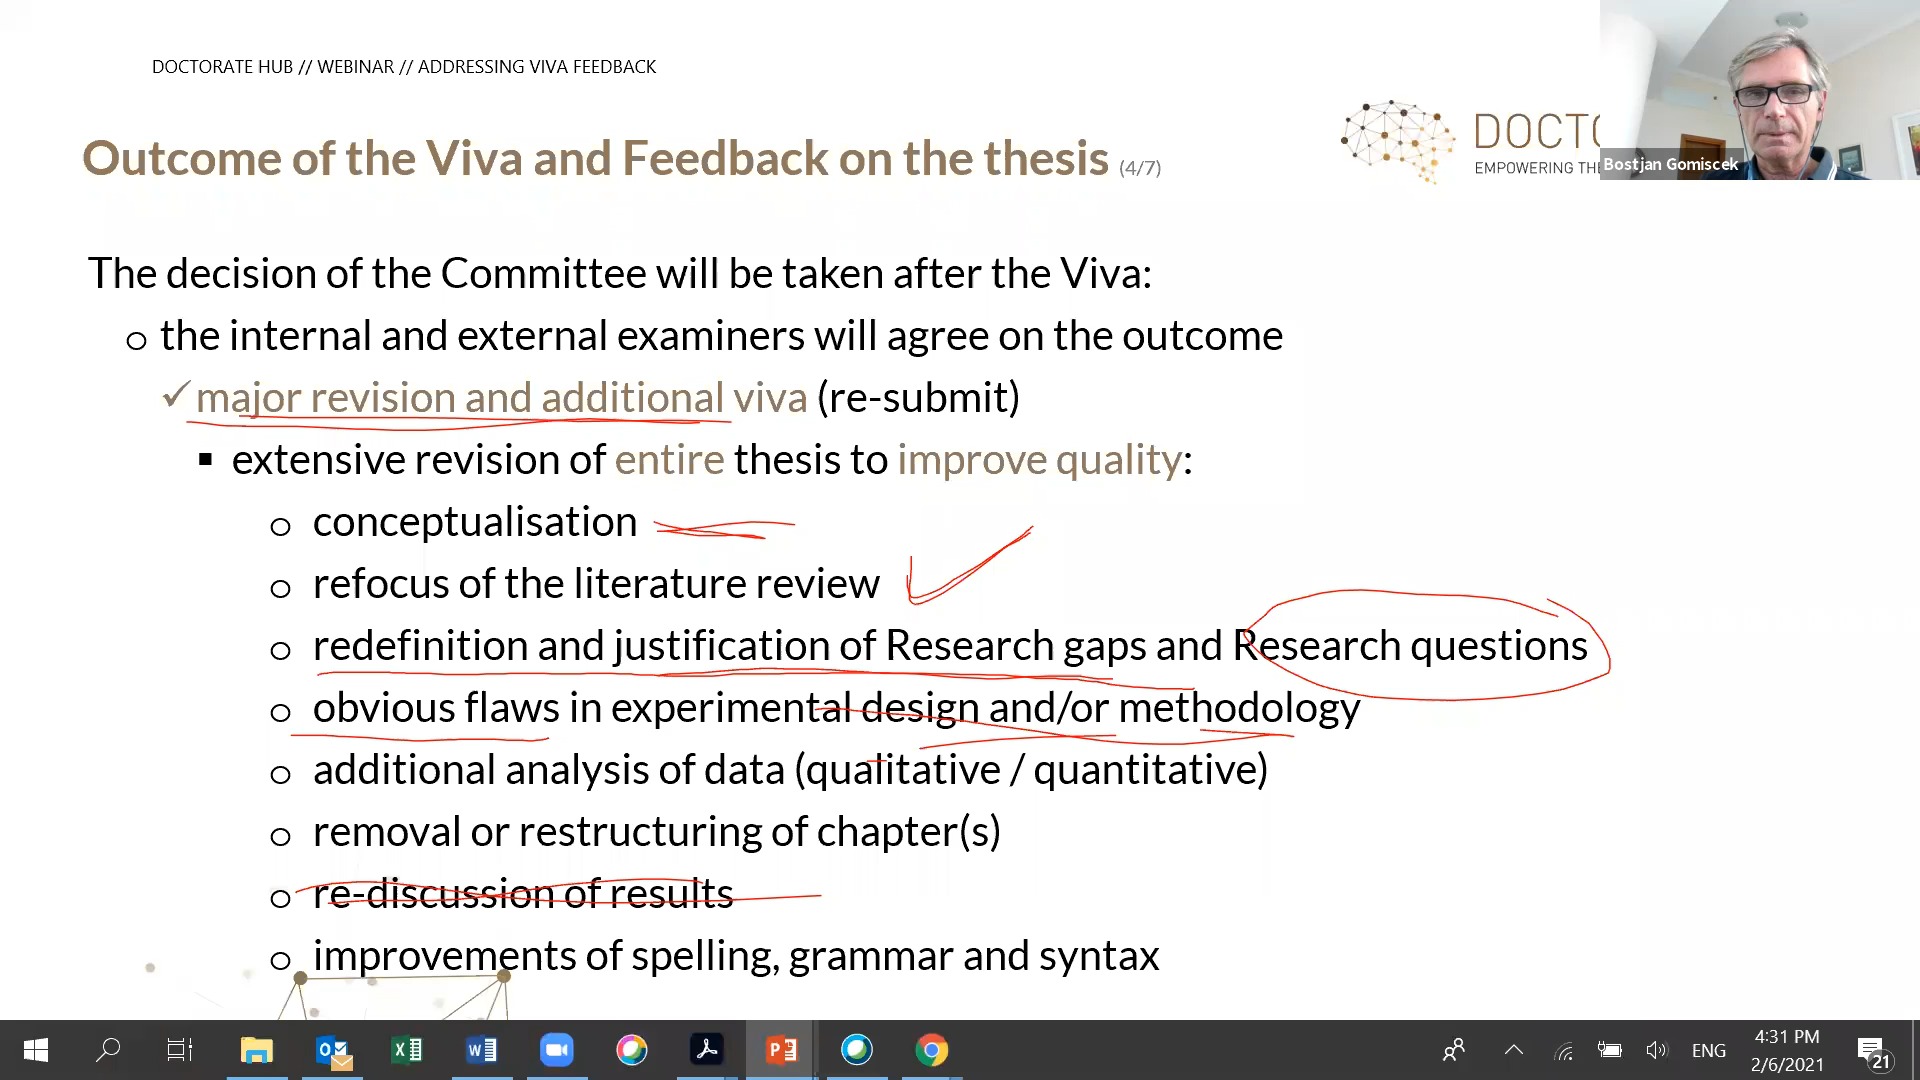 DOCTORATE HUB // WEBINAR // ADDRESSING VIVA FEEDBACK
Outcome of the Viva and Feedback on the thesis (4/7)
DOCTO
EMPOWERING THE
Bostjan Gomiscek
The decision of the Committee will be taken after the Viva:
o the internal and external examiners will agree on the outcome
✓ major revision and additional viva (re-submit)
▪ extensive revision of entire thesis to improve quality:
o conceptualisation
o refocus of the literature review
o redefinition and justification of Research gaps and Research questions
o obvious flaws in experimental design and/or methodology
o additional analysis of data (qualitative / quantitative)
o removal or restructuring of chapter(s)
o re-discussion of results
o improvements of spelling, grammar and syntax
ENG
4:31 PM
2/6/2021
21